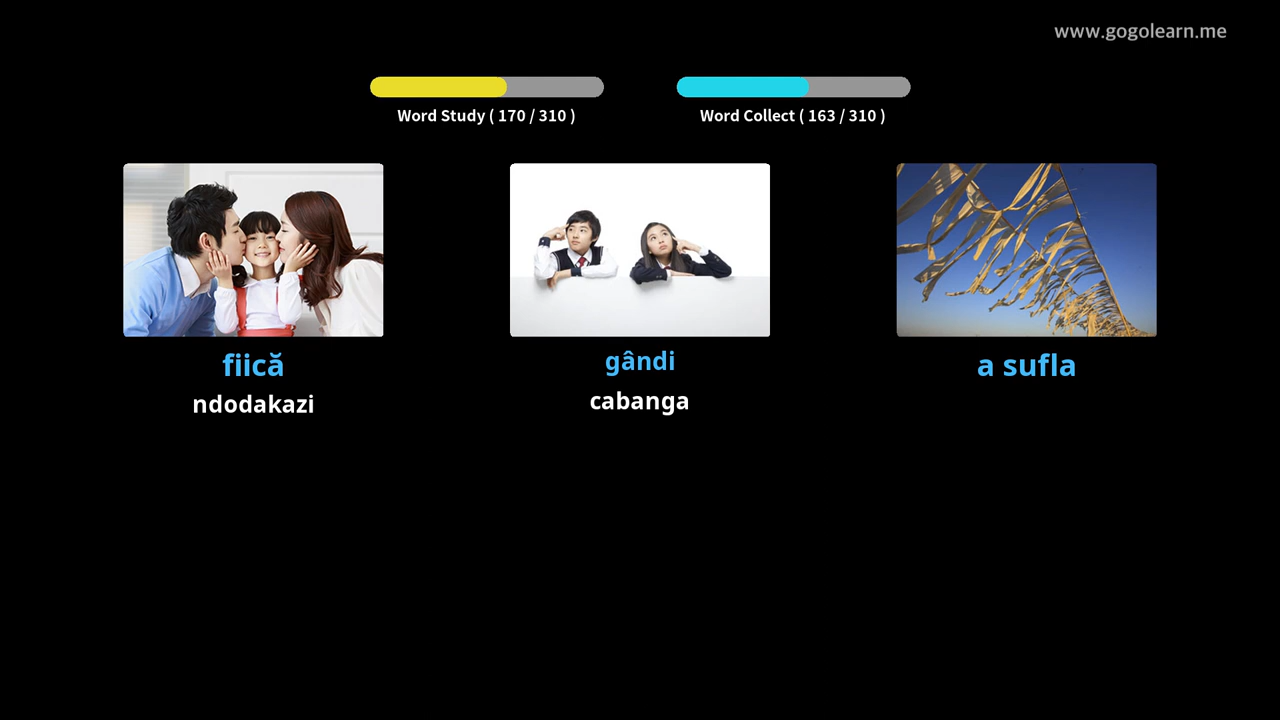 www.gogolearn.me
Word Study ( 170 / 310 )
Word Collect ( 163 / 310 )
fiică
ndodakazi
gândi
cabanga
a sufla